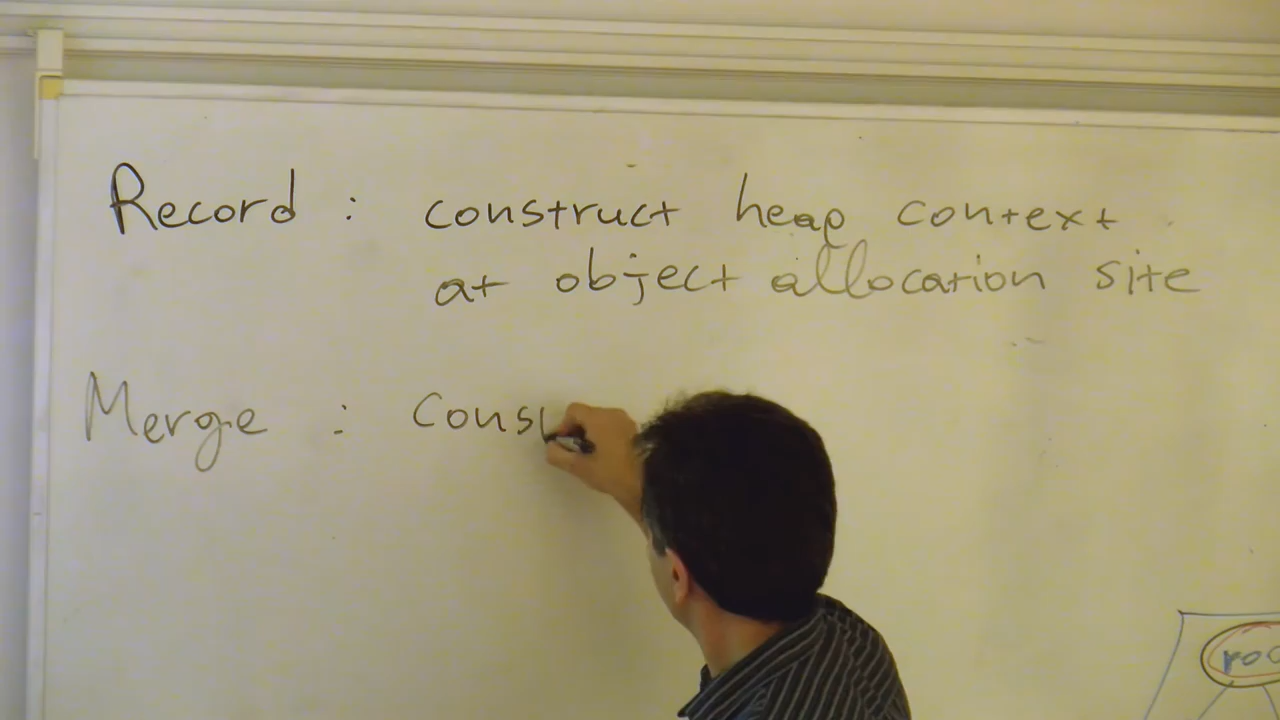 Record : construct heap context
at object allocation site
Merge : Cons